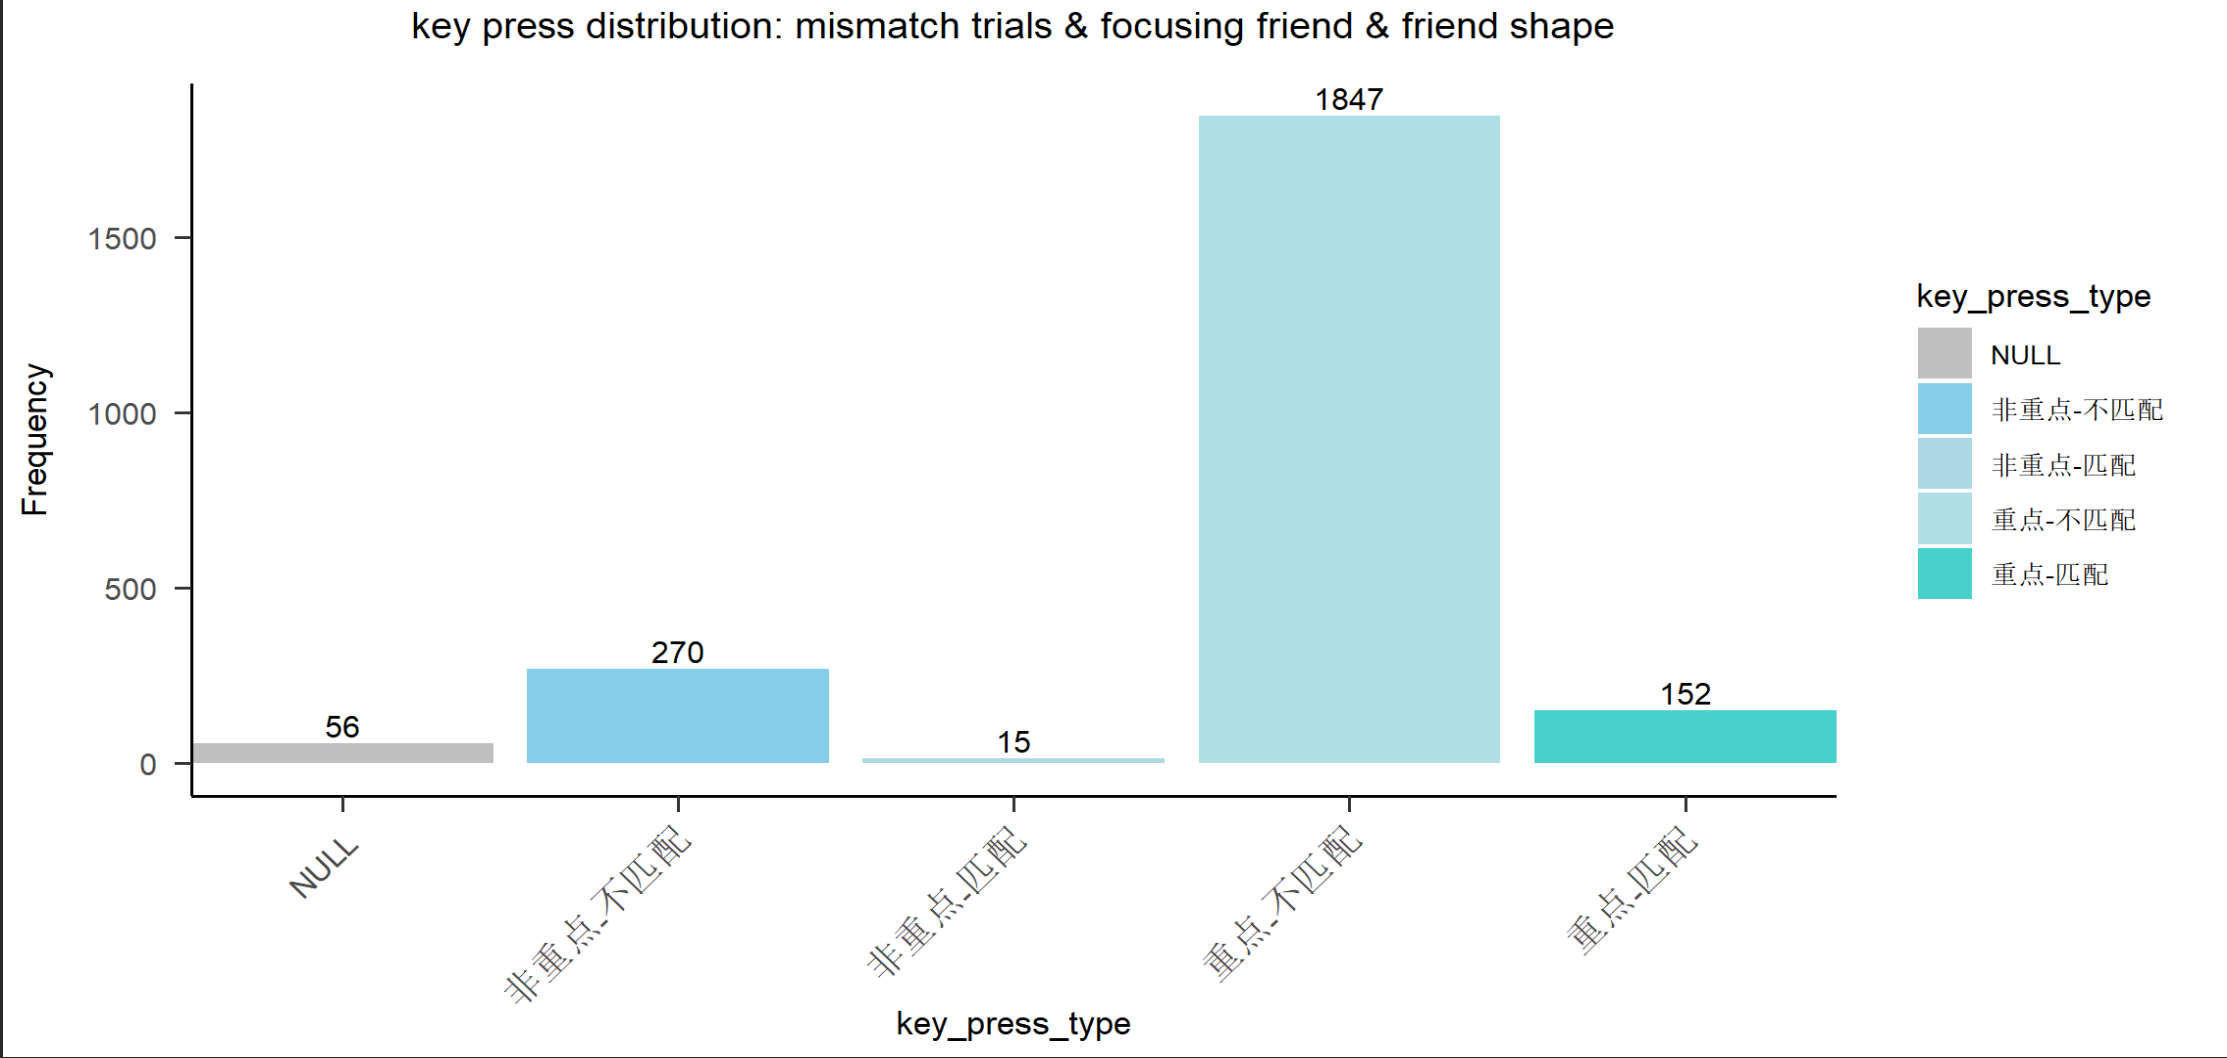 key press distribution: mismatch trials & focusing friend & friend shape
1847
1500
1000
500
0
270
152
56
15
Frequency
NULL
非重点-不匹配
非重点-匹配
重点-不匹配
重点-匹配
key_press_type
key_press_type
NULL
非重点-不匹配
非重点-匹配
重点-不匹配
重点-匹配